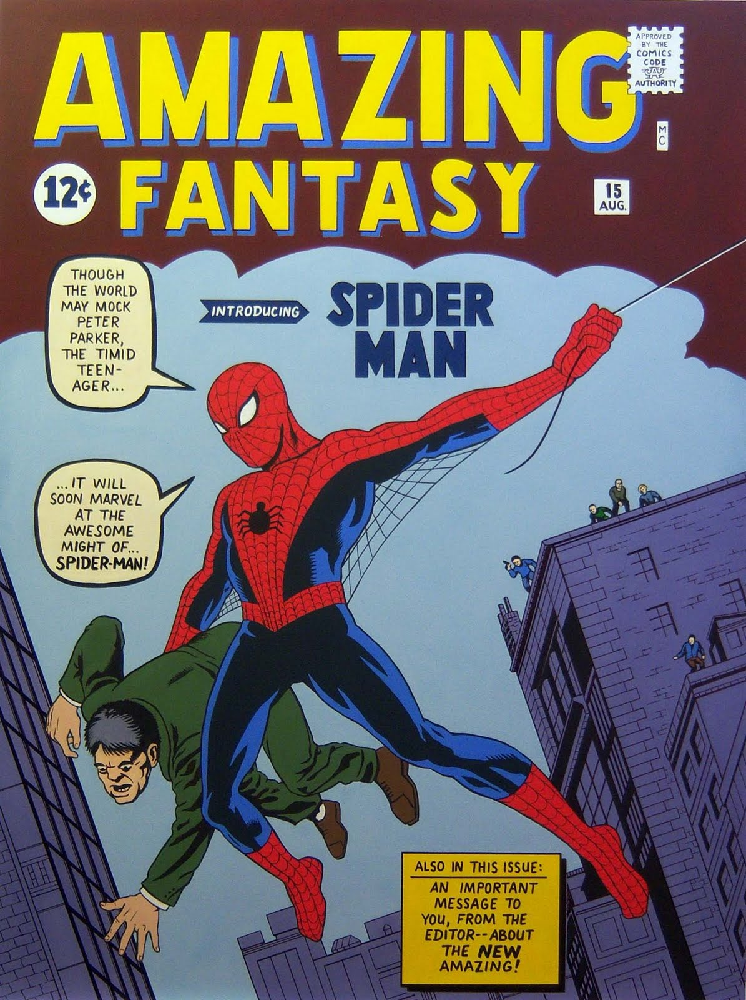 AMAZING
FANTASY
APPROVED
BY THE
COMICS
CODE
AUTHORITY
M
C
12¢
15
AUG.
THOUGH
THE WORLD
MAY MOCK
PETER
PARKER,
THE TIMID
TEEN-
AGER...
INTRODUCING
SPIDER
MAN
...IT WILL
SOON MARVEL
AT THE
AWESOME
MIGHT OF...
SPIDER-MAN!
ALSO IN THIS ISSUE:
AN IMPORTANT
MESSAGE TO
YOU, FROM THE
EDITOR--ABOUT
THE NEW
AMAZING!